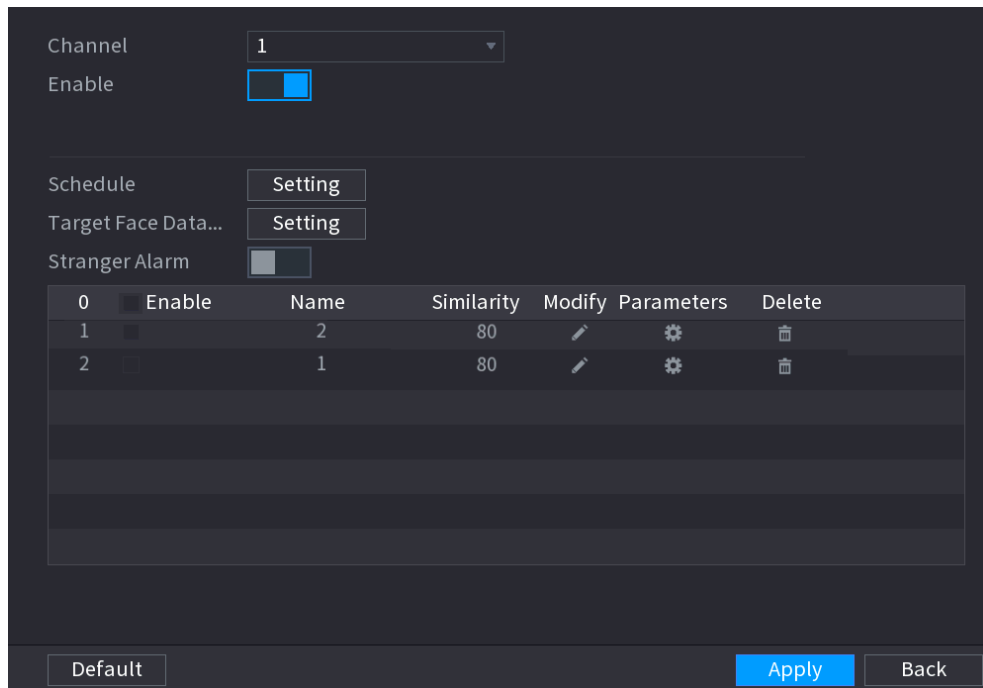 Channel 1
Enable
Schedule Setting
Target Face Data... Setting
Stranger Alarm
0 Enable Name Similarity Modify Parameters Delete
1 2 80
2 1 80
Default Apply Back